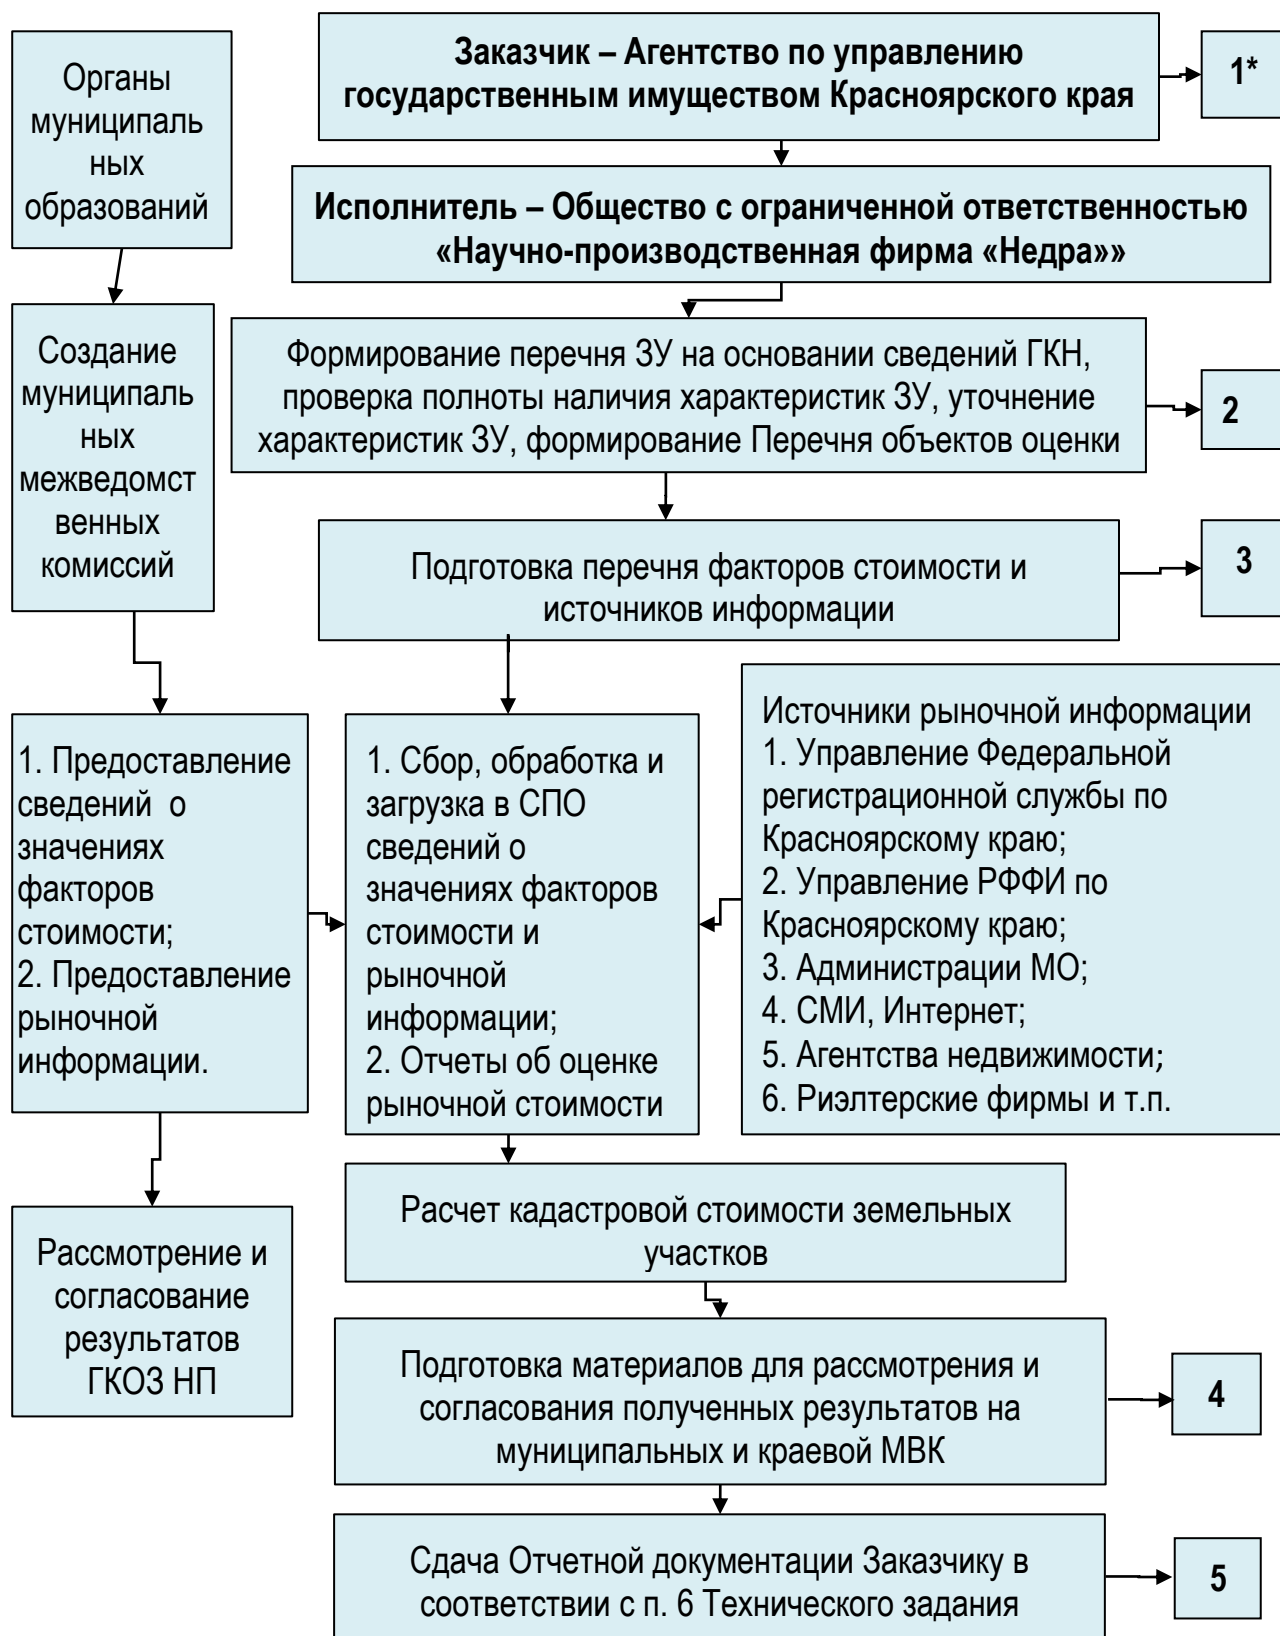 Заказчик – Агентство по управлению
государственным имуществом Красноярского края
1*
Органы
муниципаль
ных
образований
Исполнитель – Общество с ограниченной ответственностью
«Научно-производственная фирма «Недра»»
Создание
муниципаль
ных
межведомст
венных
комиссий
Формирование перечня ЗУ на основании сведений ГКН,
проверка полноты наличия характеристик ЗУ, уточнение
характеристик ЗУ, формирование Перечня объектов оценки
2
Подготовка перечня факторов стоимости и
источников информации
3
1. Предоставление
сведений о
значениях
факторов
стоимости;
2. Предоставление
рыночной
информации.
1. Сбор, обработка и
загрузка в СПО
сведений о
значениях факторов
стоимости и
рыночной
информации;
2. Отчеты об оценке
рыночной стоимости
Источники рыночной информации
1. Управление Федеральной
регистрационной службы по
Красноярскому краю;
2. Управление РФФИ по
Красноярскому краю;
3. Администрации МО;
4. СМИ, Интернет;
5. Агентства недвижимости;
6. Риэлтерские фирмы и т.п.
Расчет кадастровой стоимости земельных
участков
Рассмотрение и
согласование
результатов
ГКОЗ НП
Подготовка материалов для рассмотрения и
согласования полученных результатов на
муниципальных и краевой МВК
4
Сдача Отчетной документации Заказчику в
соответствии с п. 6 Технического задания
5